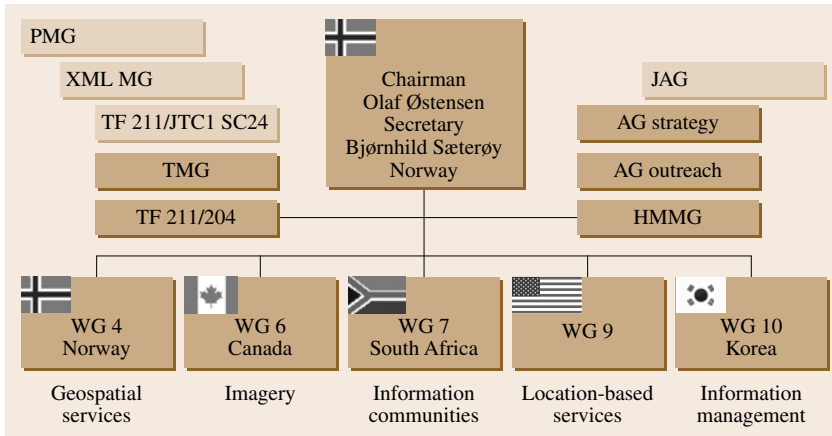 PMG
XML MG
TF 211/JTC1 SC24
TMG
TF 211/204
Chairman
Olaf Østensen
Secretary
Bjørnhild Sæterøy
Norway
JAG
AG strategy
AG outreach
HMMG
WG 4
Norway
WG 6
Canada
WG 7
South Africa
WG 9
WG 10
Korea
Geospatial
services
Imagery
Information
communities
Location-based
services
Information
management